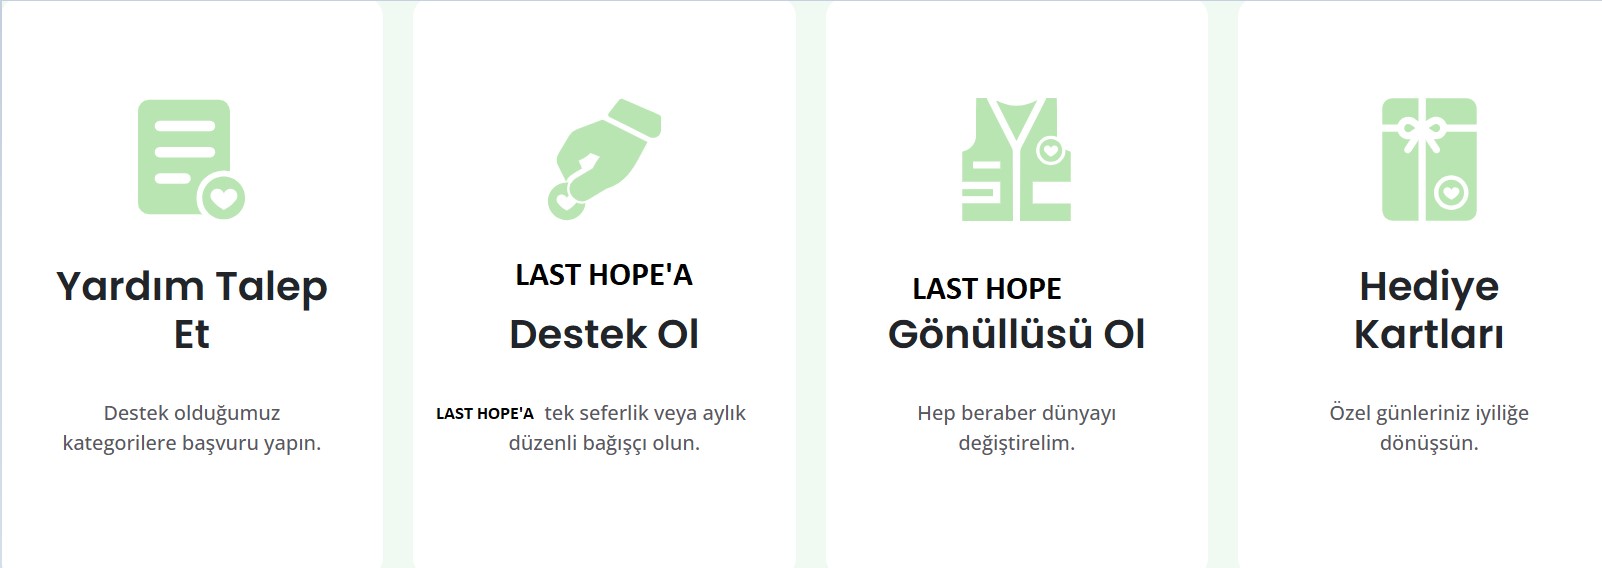 Yardım Talep
Et
Destek olduğumuz
kategorilere başvuru yapın.
LAST HOPE'A
Destek Ol
LAST HOPE'A tek seferlik veya aylık
düzenli bağışçı olun.
LAST HOPE
Gönüllüsü Ol
Hep beraber dünyayı
değiştirelim.
Hediye
Kartları
Özel günleriniz iyiliğe
dönüşsün.